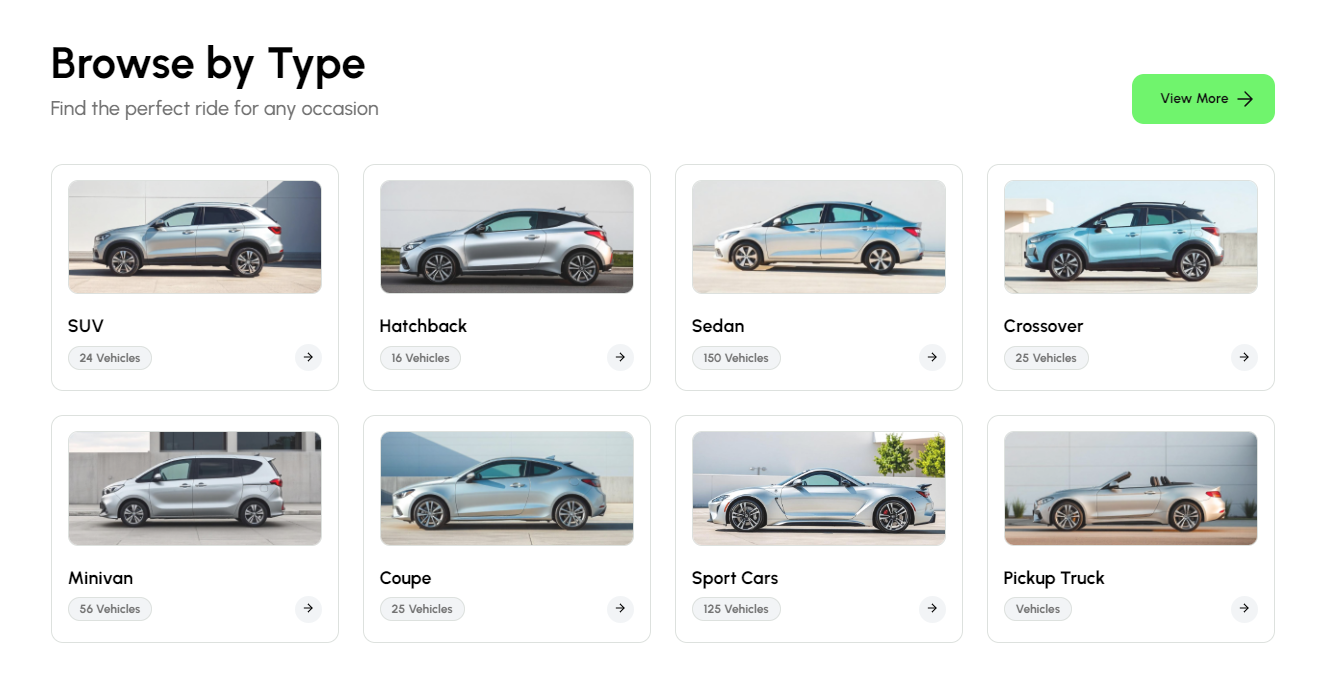 Browse by Type
Find the perfect ride for any occasion
View More
SUV
24 Vehicles
Hatchback
16 Vehicles
Sedan
150 Vehicles
Crossover
25 Vehicles
Minivan
56 Vehicles
Coupe
25 Vehicles
Sport Cars
125 Vehicles
Pickup Truck
Vehicles